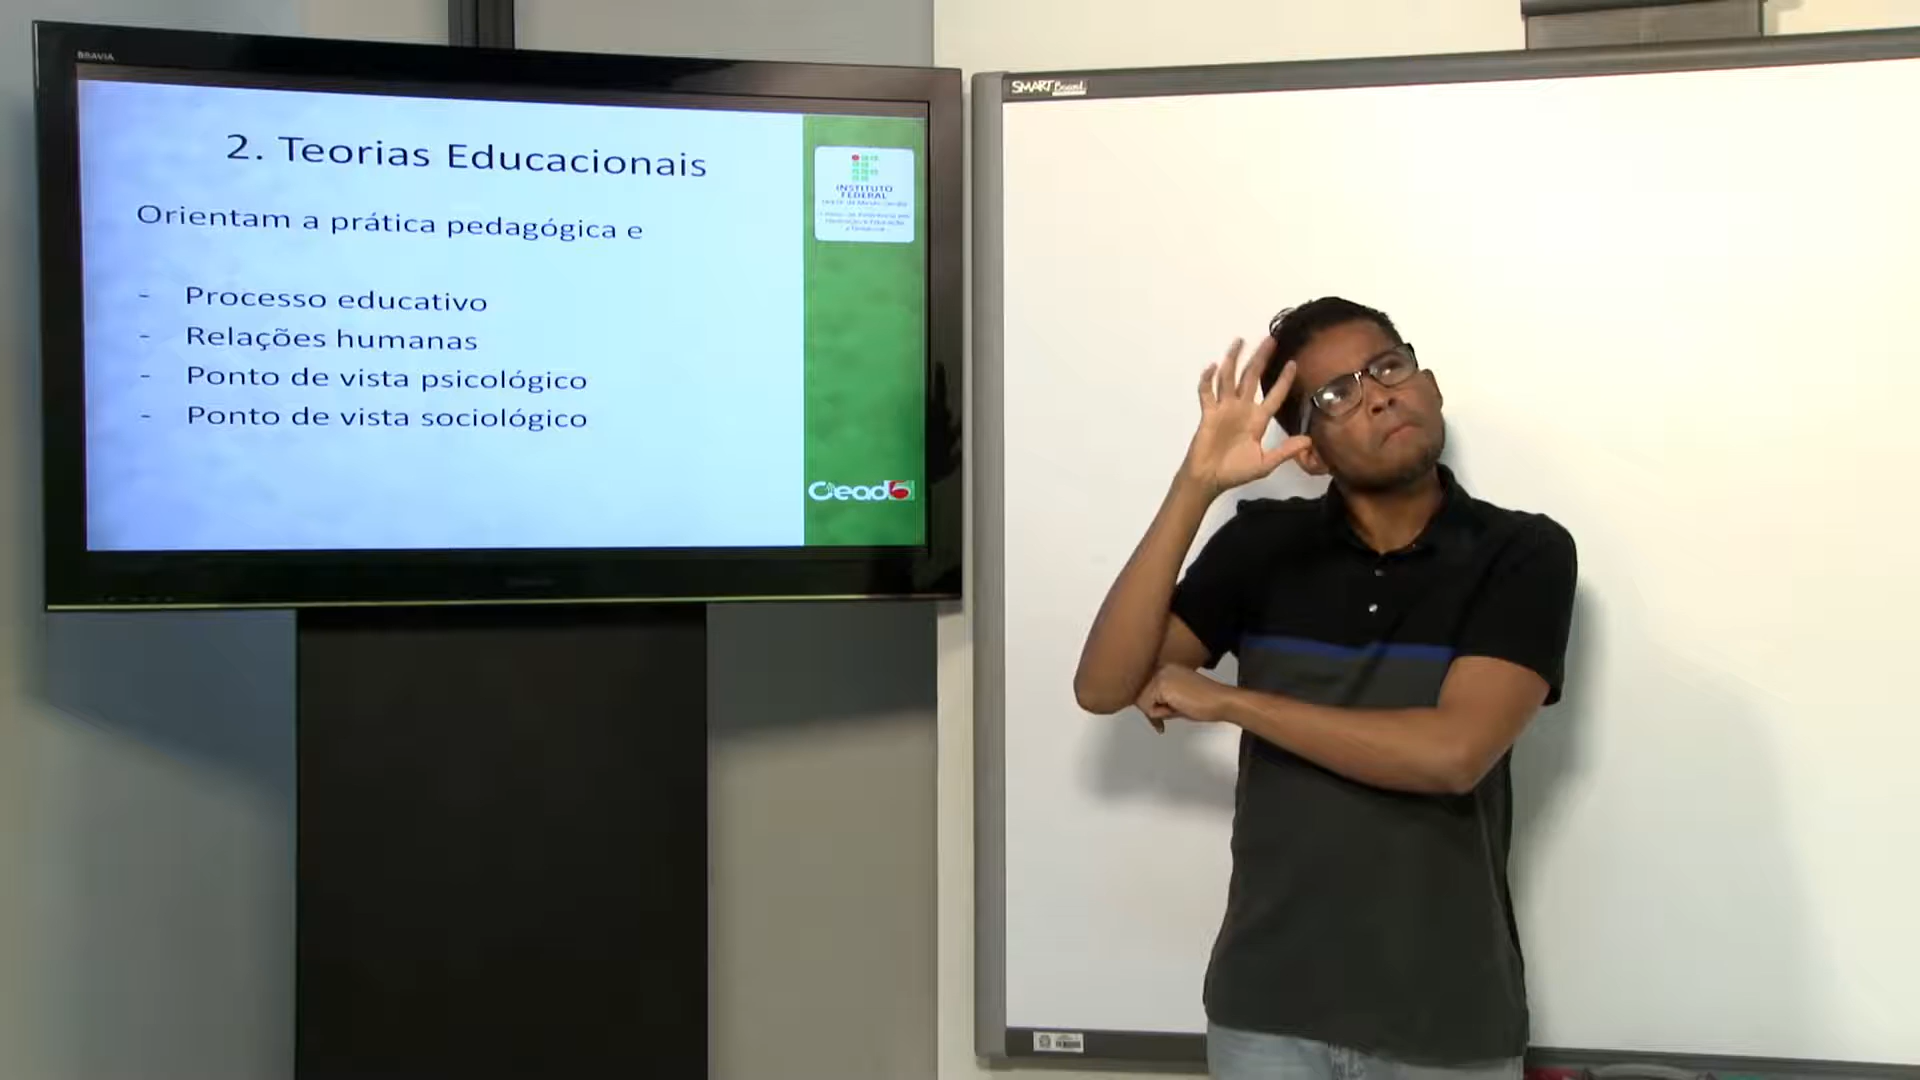 BRAVIA
2. Teorias Educacionais
Orientam a prática pedagógica e
- Processo educativo
- Relações humanas
- Ponto de vista psicológico
- Ponto de vista sociológico
INSTITUTO
FEDERAL
Cead
SMART Board